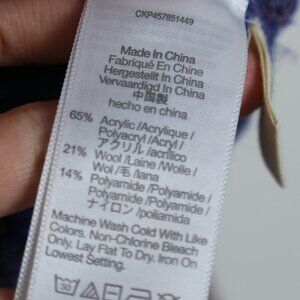 CKP457851449
Made In China
Fabriqué En Chine
Hergestellt In China
Vervaardigd In China
中国製
hecho en china
65% Acrylic /Acrylique /
Polyacryl /Acryl /
アクリル /acrílico
21% Wool /Laine /Wolle /
Wol /毛 /lana
14% Polyamide /Polyamide /
Polyamide /Polyamide /
ナイロン /poliamida
Machine Wash Cold With Like
Colors. Non-Chlorine Bleach
Only. Lay Flat To Dry. Iron On
Lowest Setting.
30